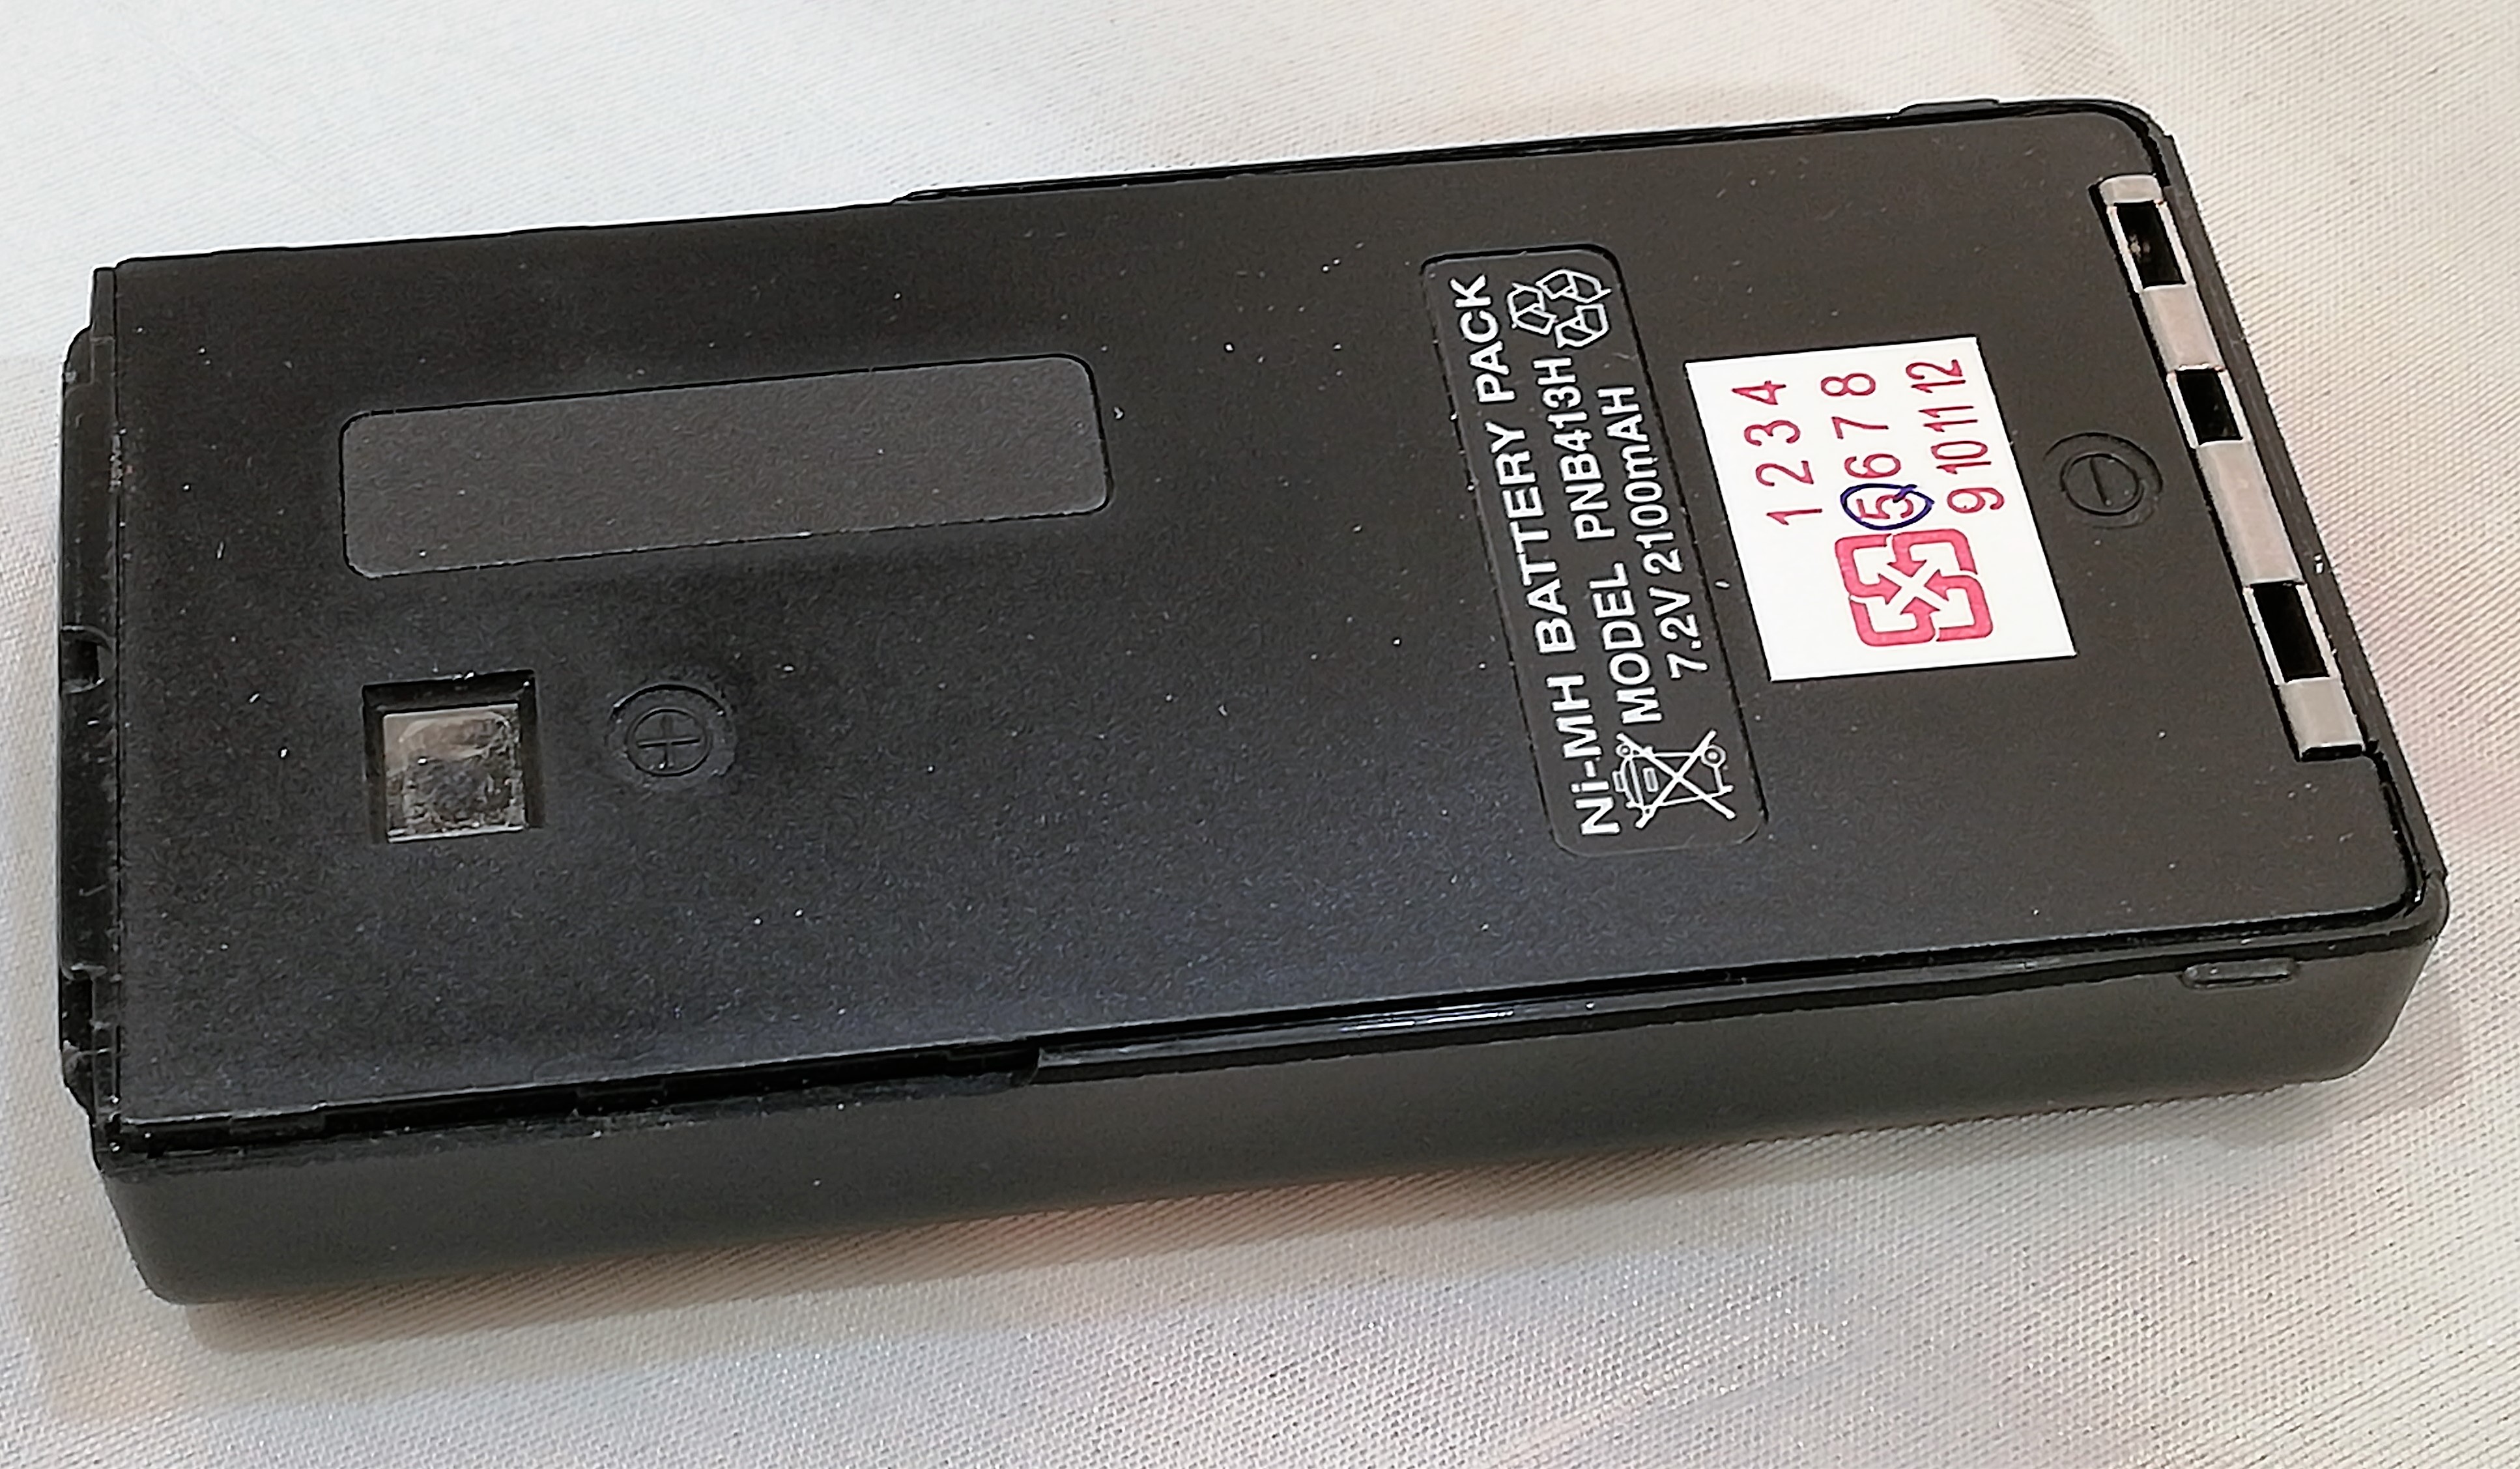 Ni-MH BATTERY PACK
MODEL PNB413H
7.2V 2100mAH
1 2 3 4
5 6 7 8
9 10 11 12